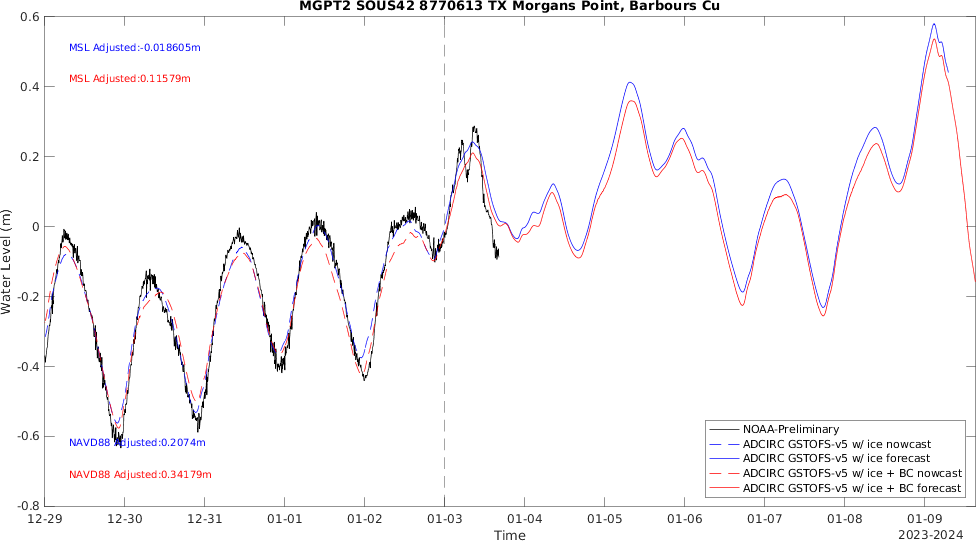 MGPT2 SOUS42 8770613 TX Morgans Point, Barbours Cu
0.6
MSL Adjusted:-0.018605m
MSL Adjusted:0.11579m
0.4
0.2
0
-0.2
-0.4
-0.6
-0.8
Water Level (m)
NAVD88 Adjusted:0.2074m
NAVD88 Adjusted:0.34179m
NOAA-Preliminary
ADCIRC GSTOFS-v5 w/ ice nowcast
ADCIRC GSTOFS-v5 w/ ice forecast
ADCIRC GSTOFS-v5 w/ ice + BC nowcast
ADCIRC GSTOFS-v5 w/ ice + BC forecast
12-29 12-30 12-31 01-01 01-02 01-03 01-04 01-05 01-06 01-07 01-08 01-09
Time
2023-2024